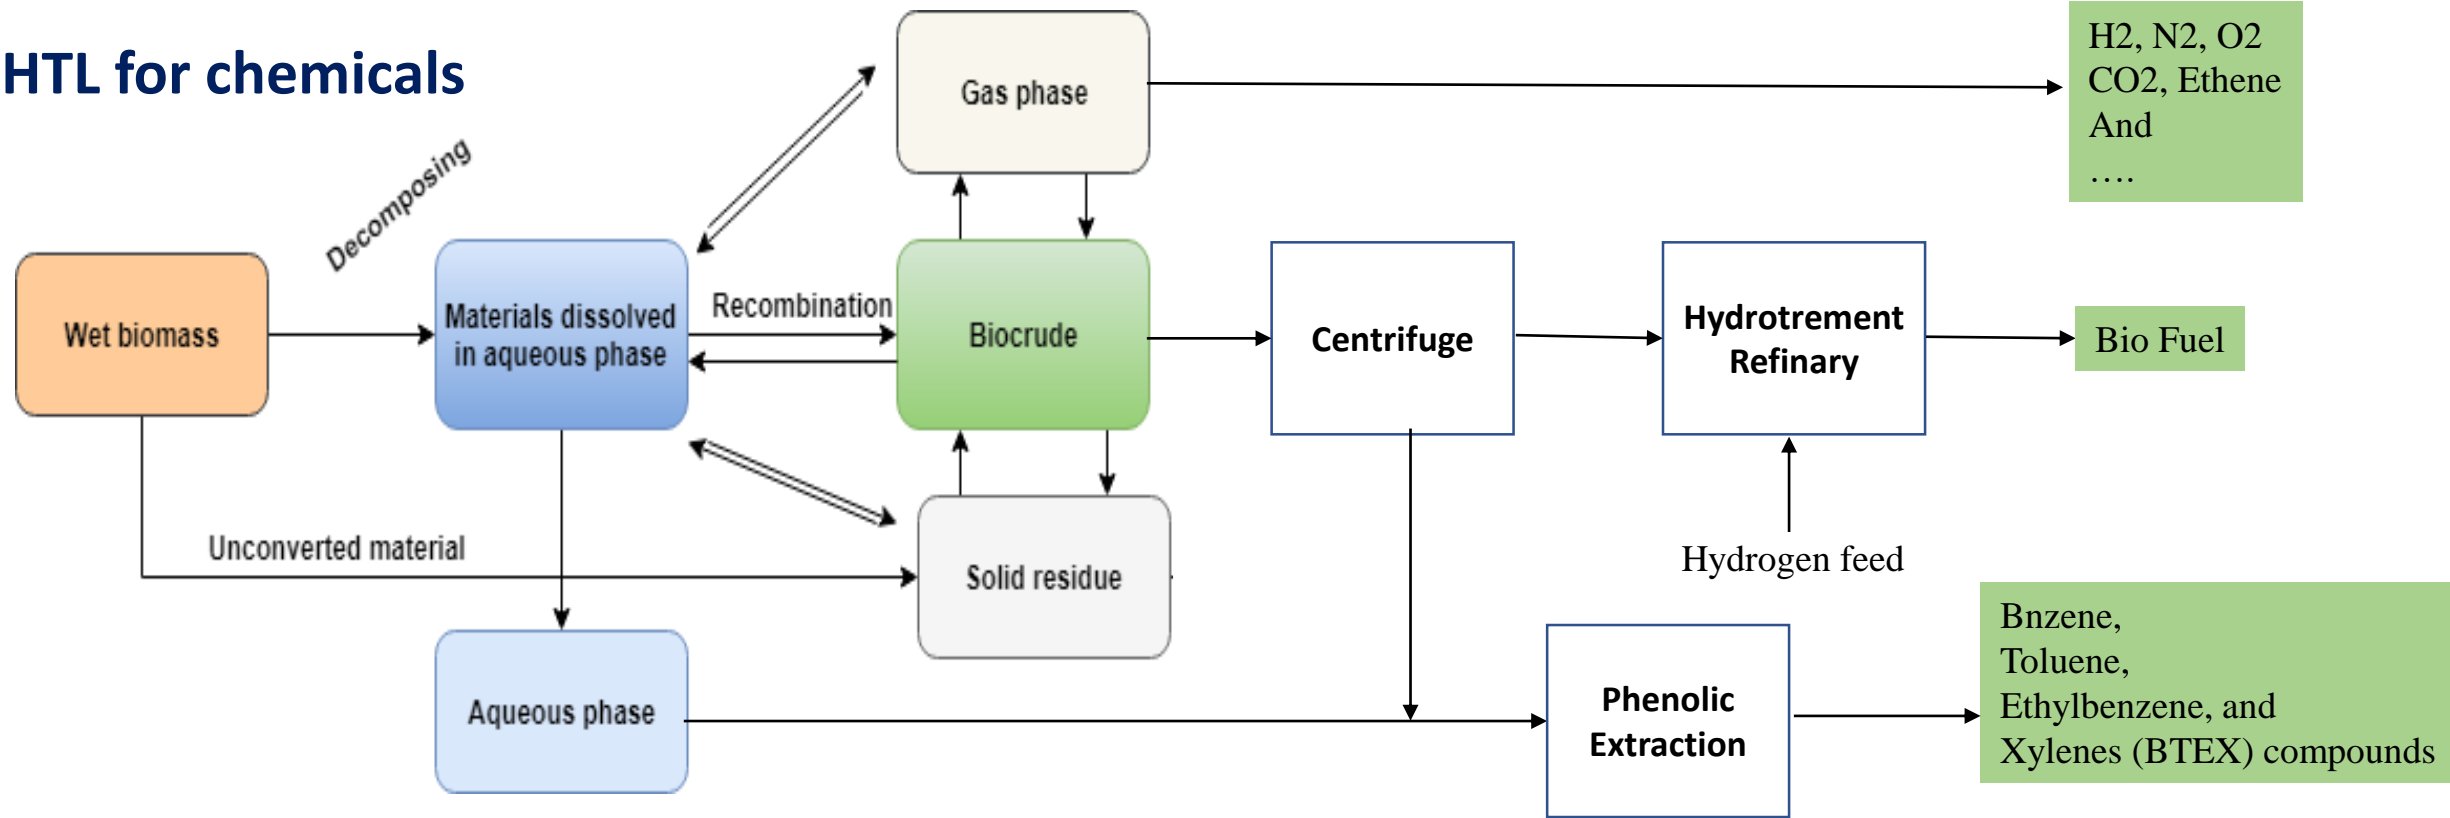 HTL for chemicals
Gas phase
H2, N2, O2
CO2, Ethene
And
….
Decomposing
Wet biomass
Materials dissolved
in aqueous phase
Recombination
Biocrude
Centrifuge
Hydrotrement
Refinary
Bio Fuel
Hydrogen feed
Unconverted material
Solid residue
Aqueous phase
Phenolic
Extraction
Bnzene,
Toluene,
Ethylbenzene, and
Xylenes (BTEX) compounds